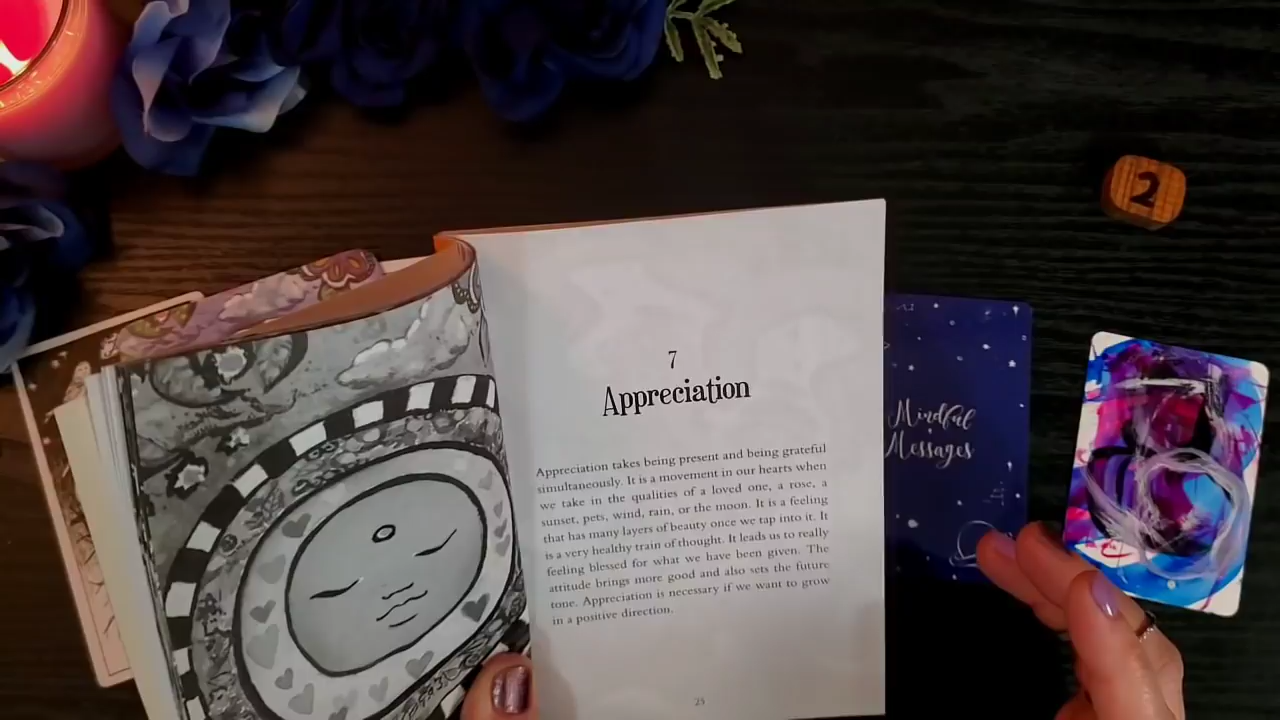 7
Appreciation
Appreciation takes being present and being grateful
simultaneously. It is a movement in our hearts when
we take in the qualities of a loved one, a rose, a
sunset, pets, wind, rain, or the moon. It is a feeling
that has many layers of beauty once we tap into it. It
is a very healthy train of thought. It leads us to really
feeling blessed for what we have been given. The
attitude brings more good and also sets the future
tone. Appreciation is necessary if we want to grow
in a positive direction.
25
Mindful
Messages
2